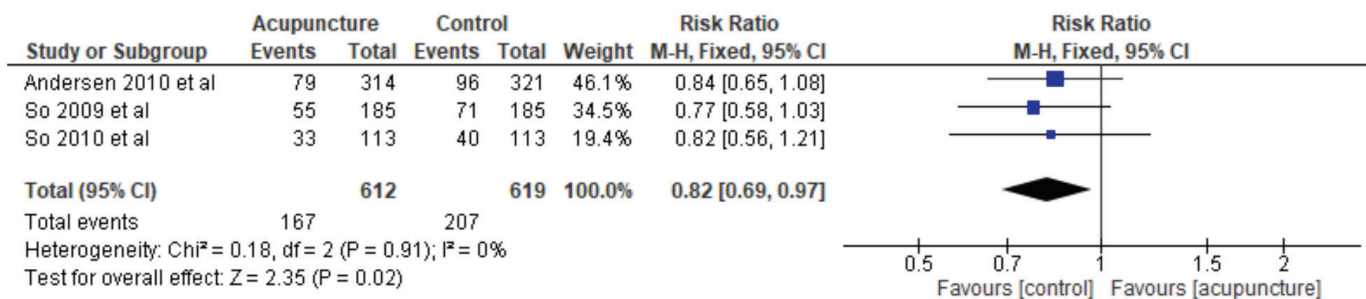 Acupuncture Control Risk Ratio Risk Ratio
Study or Subgroup Events Total Events Total Weight M-H, Fixed, 95% CI M-H, Fixed, 95% CI
Andersen 2010 et al 79 314 96 321 46.1% 0.84 [0.65, 1.08]
So 2009 et al 55 185 71 185 34.5% 0.77 [0.58, 1.03]
So 2010 et al 33 113 40 113 19.4% 0.82 [0.56, 1.21]
Total (95% CI) 612 619 100.0% 0.82 [0.69, 0.97]
Total events 167 207
Heterogeneity: Chi² = 0.18, df = 2 (P = 0.91); I² = 0%
Test for overall effect: Z = 2.35 (P = 0.02)
0.5 0.7 1 1.5 2
Favours [control] Favours [acupuncture]